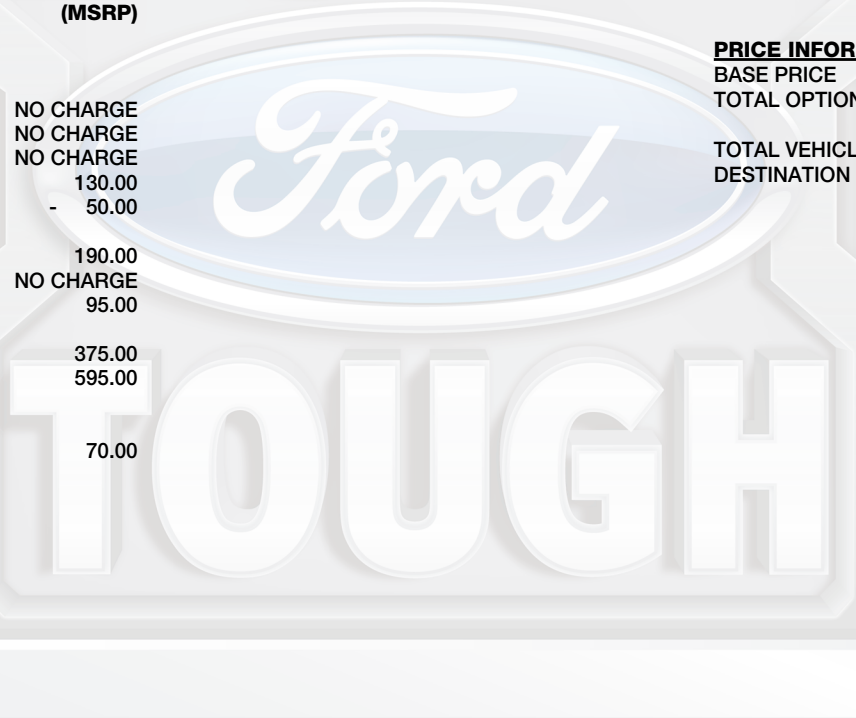 (MSRP)
NO CHARGE
NO CHARGE
NO CHARGE
130.00
- 50.00
190.00
NO CHARGE
95.00
375.00
595.00
70.00
PRICE INFOR
BASE PRICE
TOTAL OPTION
TOTAL VEHICL
DESTINATION
Ford
TOUGH